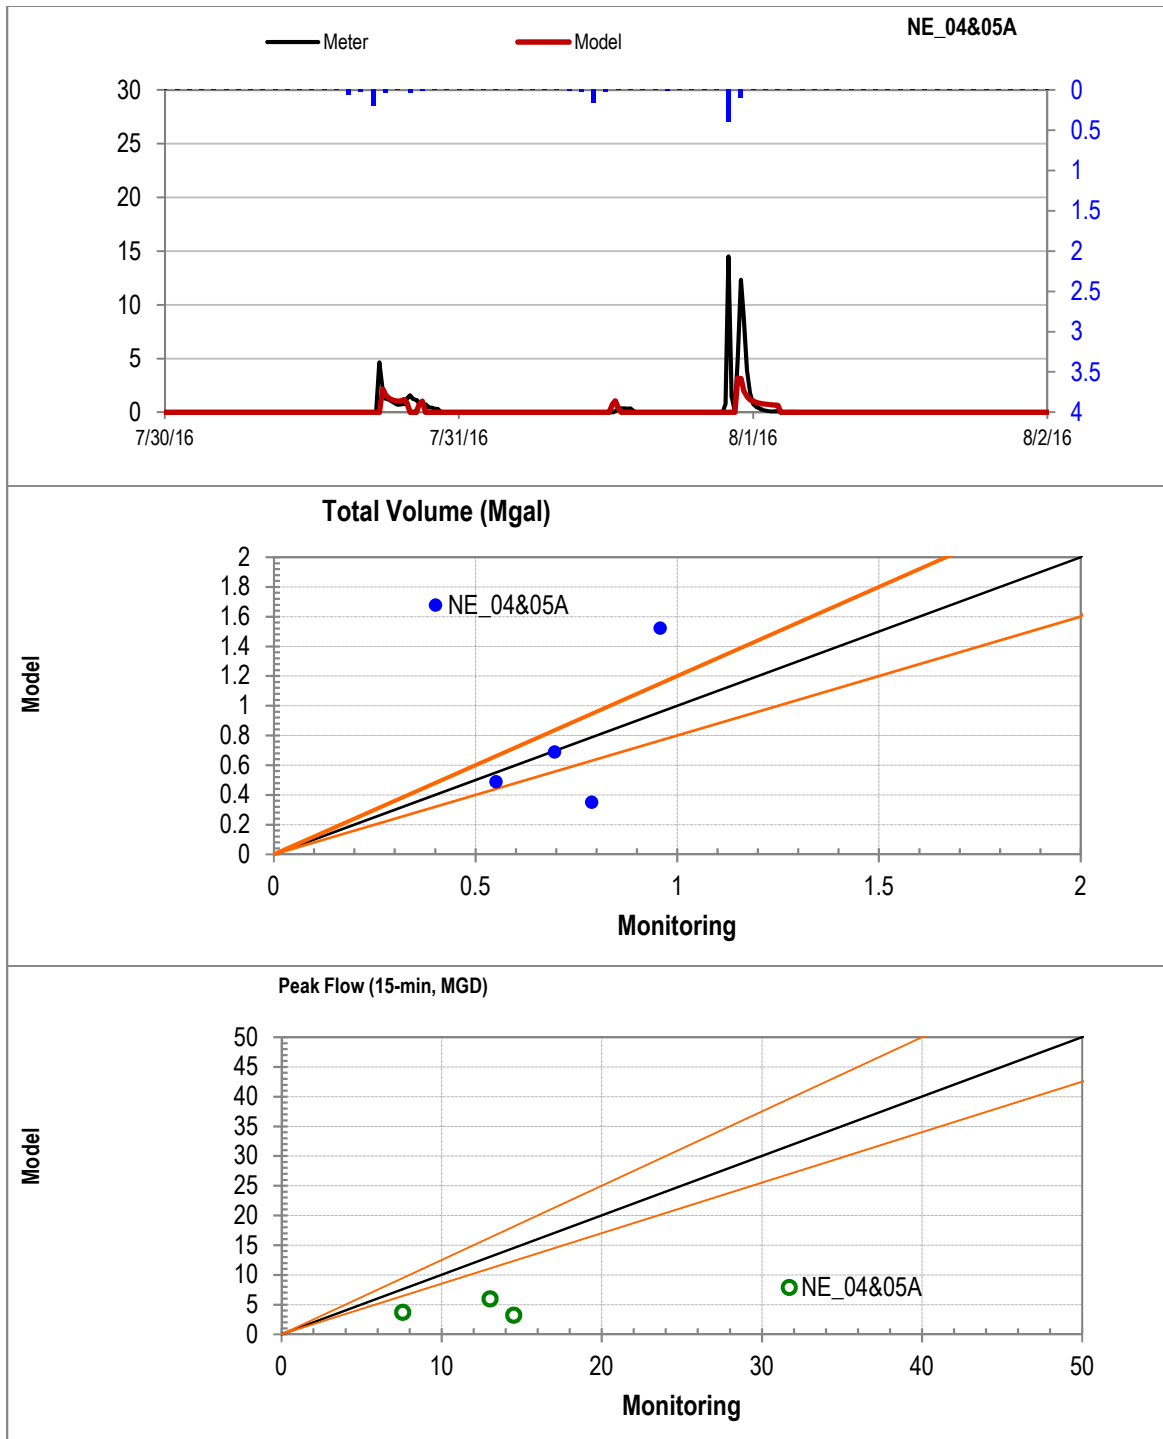 NE_04&05A
Meter Model
30 0
25 0.5
20 1
15 1.5
10 2
5 2.5
0 3
3.5
4
7/30/16 7/31/16 8/1/16 8/2/16
Total Volume (Mgal)
Model
2
1.8
1.6
1.4
1.2
1
0.8
0.6
0.4
0.2
0
NE_04&05A
0 0.5 1 1.5 2
Monitoring
Peak Flow (15-min, MGD)
Model
50
45
40
35
30
25
20
15
10
5
0
NE_04&05A
0 10 20 30 40 50
Monitoring